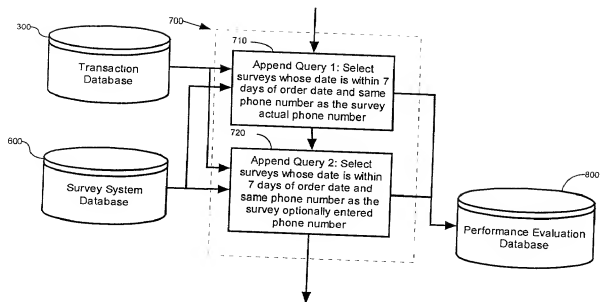 300
700
710
Transaction
Database
Append Query 1: Select
surveys whose date is within 7
days of order date and same
phone number as the survey
actual phone number
600
720
Survey System
Database
Append Query 2: Select
surveys whose date is within
7 days of order date and
same phone number as the
survey optionally entered
phone number
800
Performance Evaluation
Database